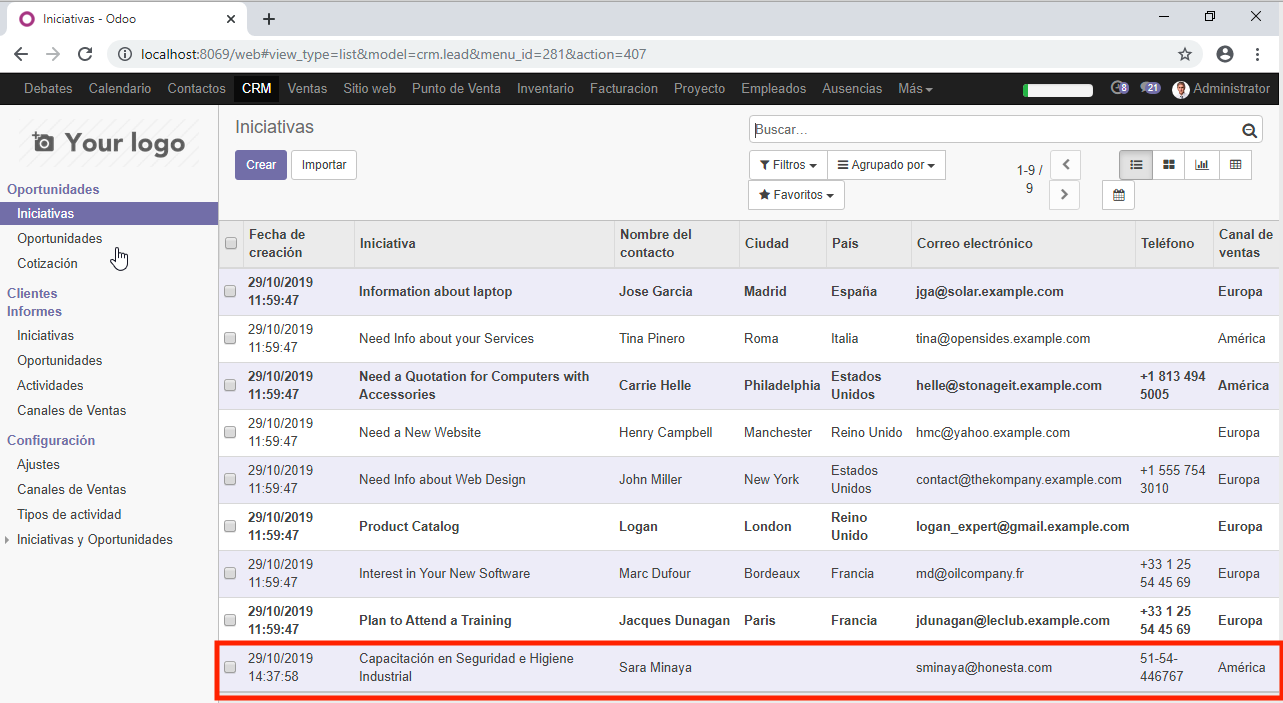 Iniciativas - Odoo
localhost:8069/web#view_type=list&model=crm.lead&menu_id=281&action=407
Debates Calendario Contactos CRM Ventas Sitio web Punto de Venta Inventario Facturacion Proyecto Empleados Ausencias Más 8 21 Administrator
Your logo
Oportunidades
Iniciativas
Oportunidades
Cotización
Clientes
Informes
Iniciativas
Oportunidades
Actividades
Canales de Ventas
Configuración
Ajustes
Canales de Ventas
Tipos de actividad
Iniciativas y Oportunidades
Iniciativas
Buscar...
Crear Importar
Filtros Agrupado por
Favoritos
1-9 /
9
Fecha de
creación
Iniciativa
Nombre del
contacto
Ciudad
País
Correo electrónico
Teléfono
Canal de
ventas
29/10/2019
11:59:47
Information about laptop
Jose Garcia
Madrid
España
jga@solar.example.com
Europa
29/10/2019
11:59:47
Need Info about your Services
Tina Pinero
Roma
Italia
tina@opensides.example.com
América
29/10/2019
11:59:47
Need a Quotation for Computers with
Accessories
Carrie Helle
Philadelphia
Estados
Unidos
helle@stonageit.example.com
+1 813 494
5005
América
29/10/2019
11:59:47
Need a New Website
Henry Campbell
Manchester
Reino Unido
hmc@yahoo.example.com
Europa
29/10/2019
11:59:47
Need Info about Web Design
John Miller
New York
Estados
Unidos
contact@thekompany.example.com
+1 555 754
3010
Europa
29/10/2019
11:59:47
Product Catalog
Logan
London
Reino
Unido
logan_expert@gmail.example.com
Europa
29/10/2019
11:59:47
Interest in Your New Software
Marc Dufour
Bordeaux
Francia
md@oilcompany.fr
+33 1 25
54 45 69
Europa
29/10/2019
11:59:47
Plan to Attend a Training
Jacques Dunagan
Paris
Francia
jdunagan@leclub.example.com
+33 1 25
54 45 69
Europa
29/10/2019
14:37:58
Capacitación en Seguridad e Higiene
Industrial
Sara Minaya
sminaya@honesta.com
51-54-
446767
América